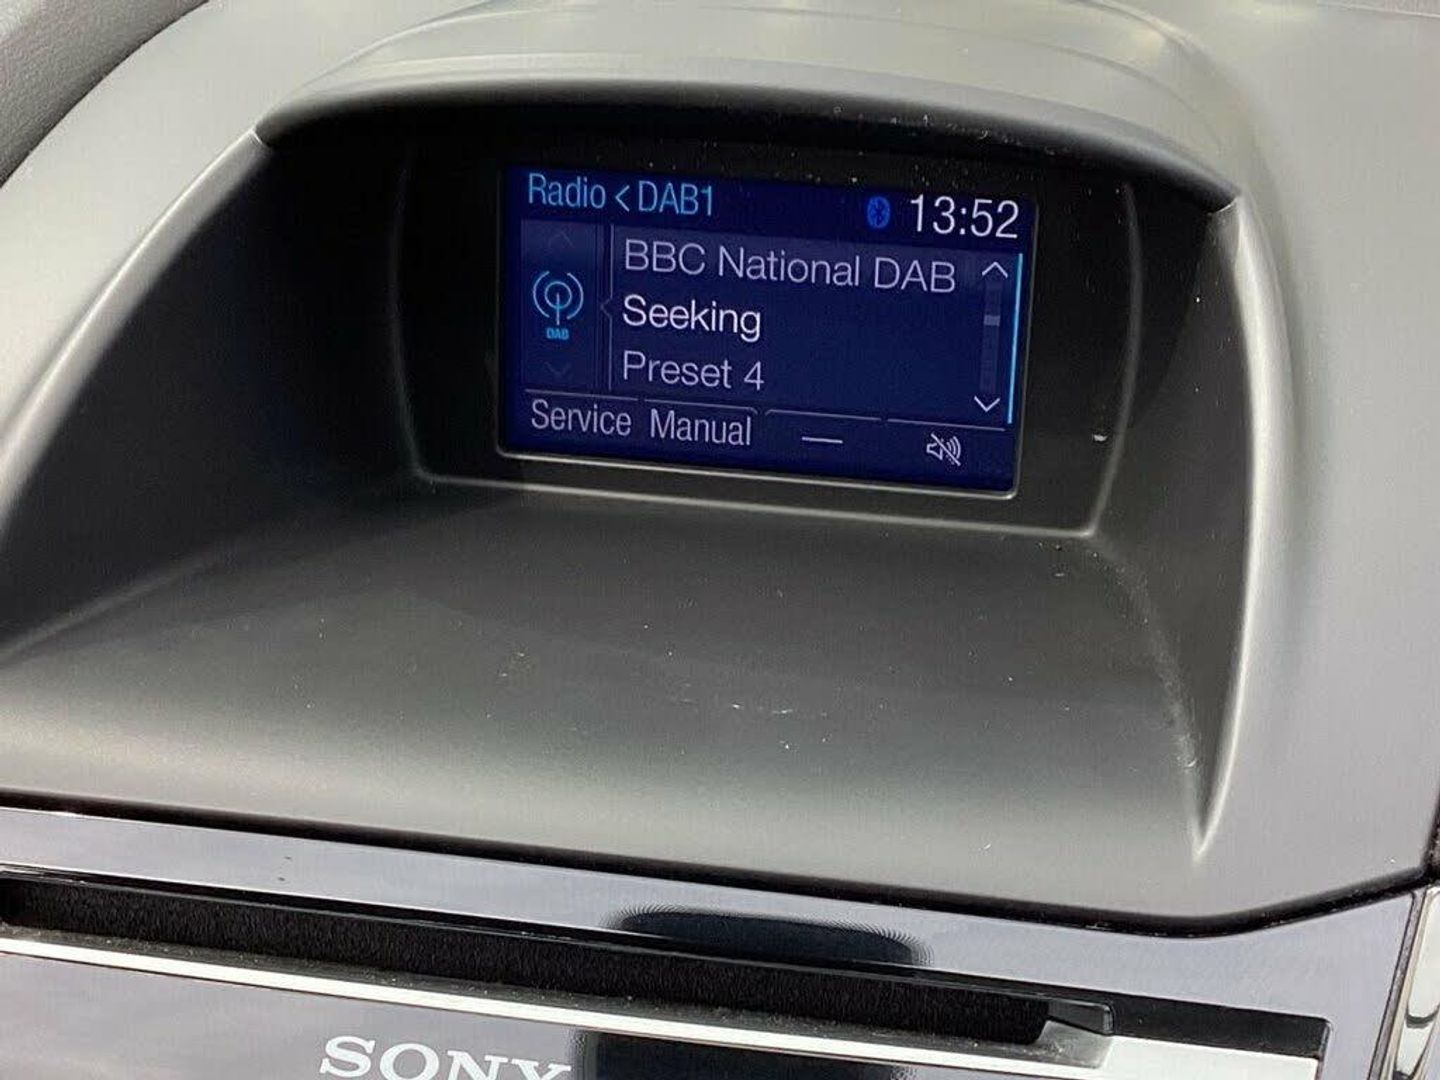 Radio < DAB1 13:52
BBC National DAB
Seeking
DAB
Preset 4
Service Manual —
SONY